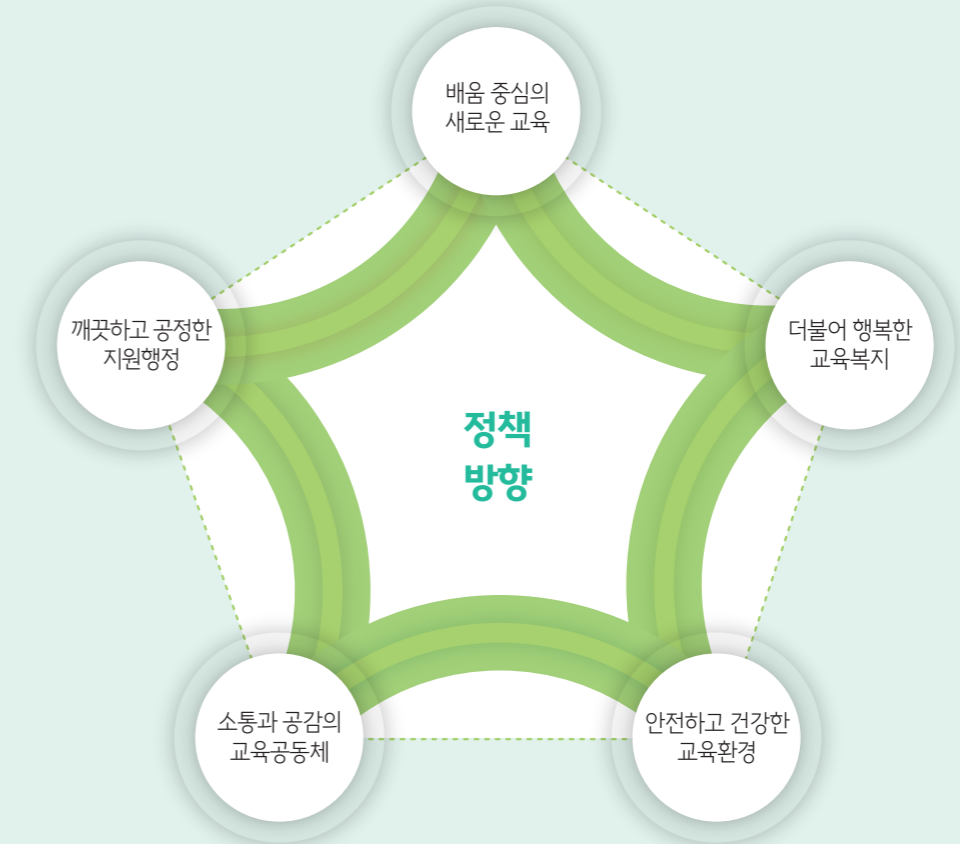 배움 중심의
새로운 교육
깨끗하고 공정한
지원행정
더불어 행복한
교육복지
정책
방향
소통과 공감의
교육공동체
안전하고 건강한
교육환경